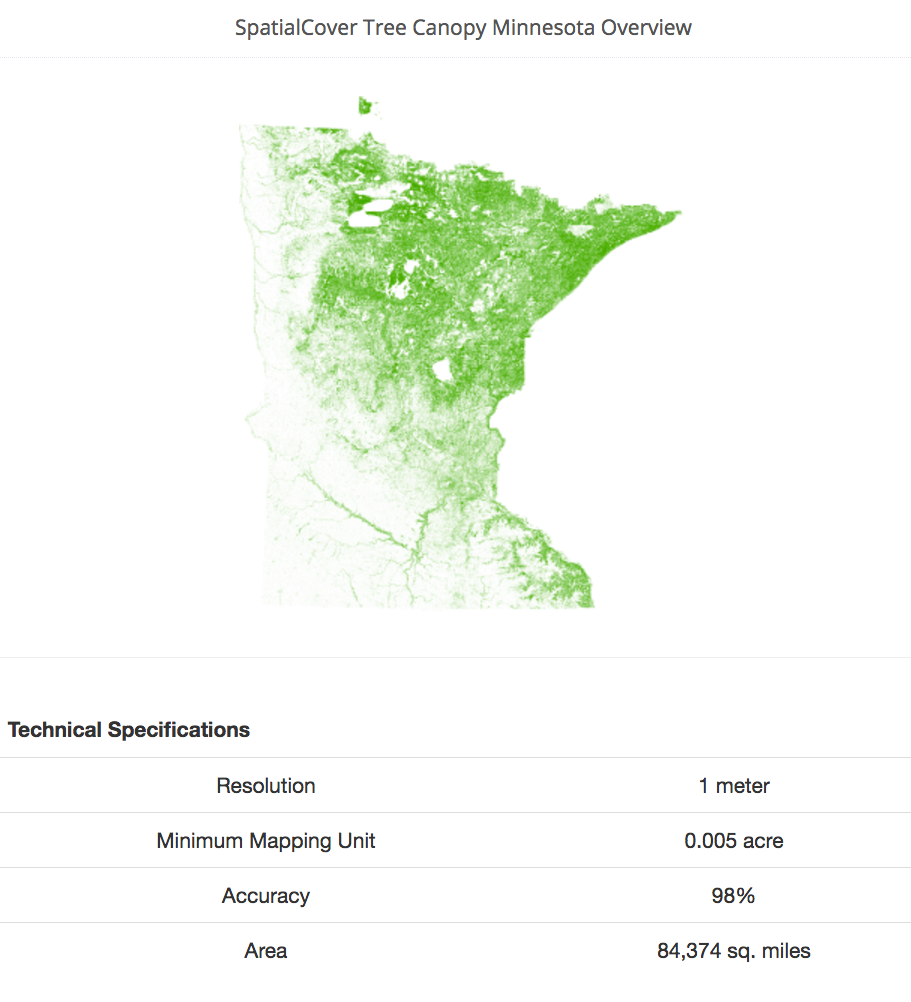 SpatialCover Tree Canopy Minnesota Overview
Technical Specifications
Resolution 1 meter
Minimum Mapping Unit 0.005 acre
Accuracy 98%
Area 84,374 sq. miles